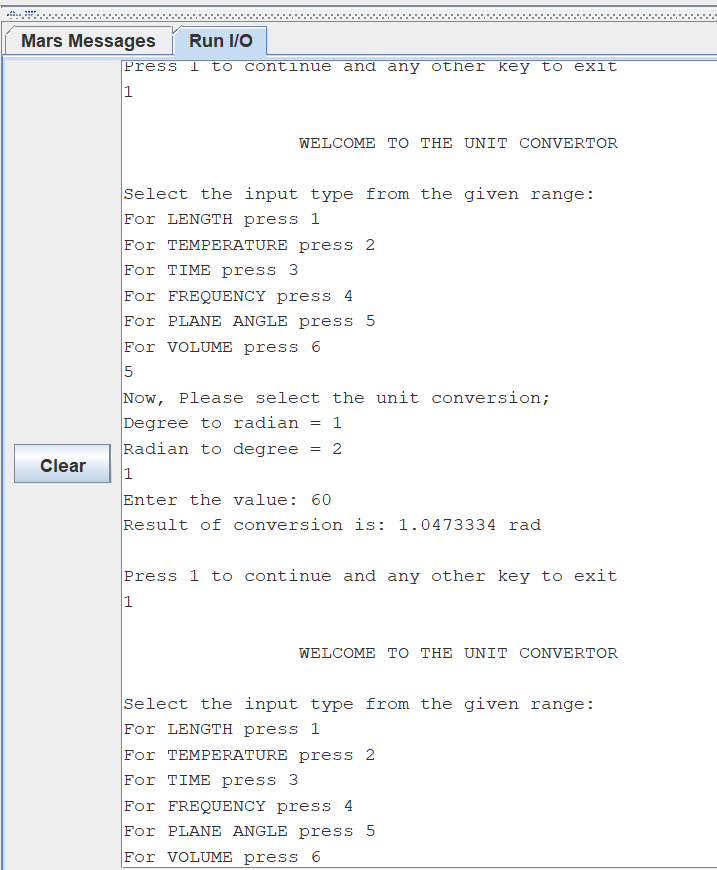 Mars Messages Run I/O
Press 1 to continue and any other key to exit
1
WELCOME TO THE UNIT CONVERTOR
Select the input type from the given range:
For LENGTH press 1
For TEMPERATURE press 2
For TIME press 3
For FREQUENCY press 4
For PLANE ANGLE press 5
For VOLUME press 6
5
Now, Please select the unit conversion;
Degree to radian = 1
Radian to degree = 2
Clear
1
Enter the value: 60
Result of conversion is: 1.0473334 rad
Press 1 to continue and any other key to exit
1
WELCOME TO THE UNIT CONVERTOR
Select the input type from the given range:
For LENGTH press 1
For TEMPERATURE press 2
For TIME press 3
For FREQUENCY press 4
For PLANE ANGLE press 5
For VOLUME press 6